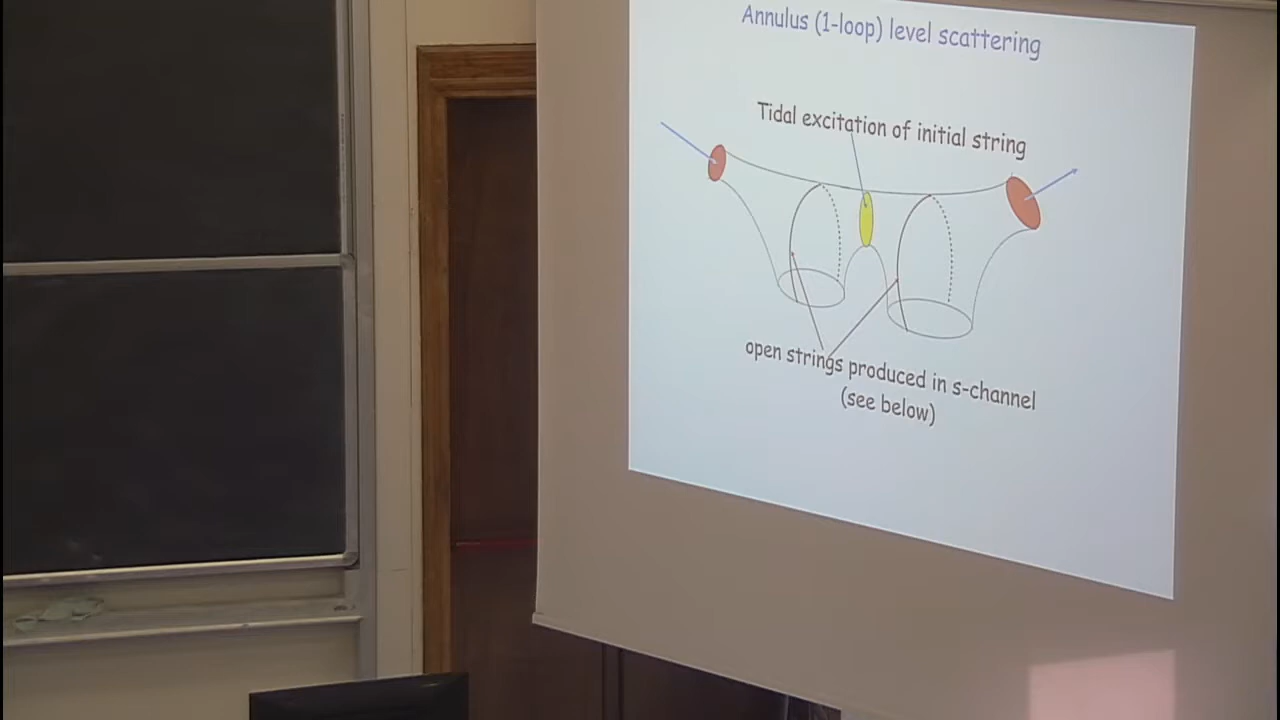 Annulus (1-loop) level scattering
Tidal excitation of initial string
open strings produced in s-channel
(see below)